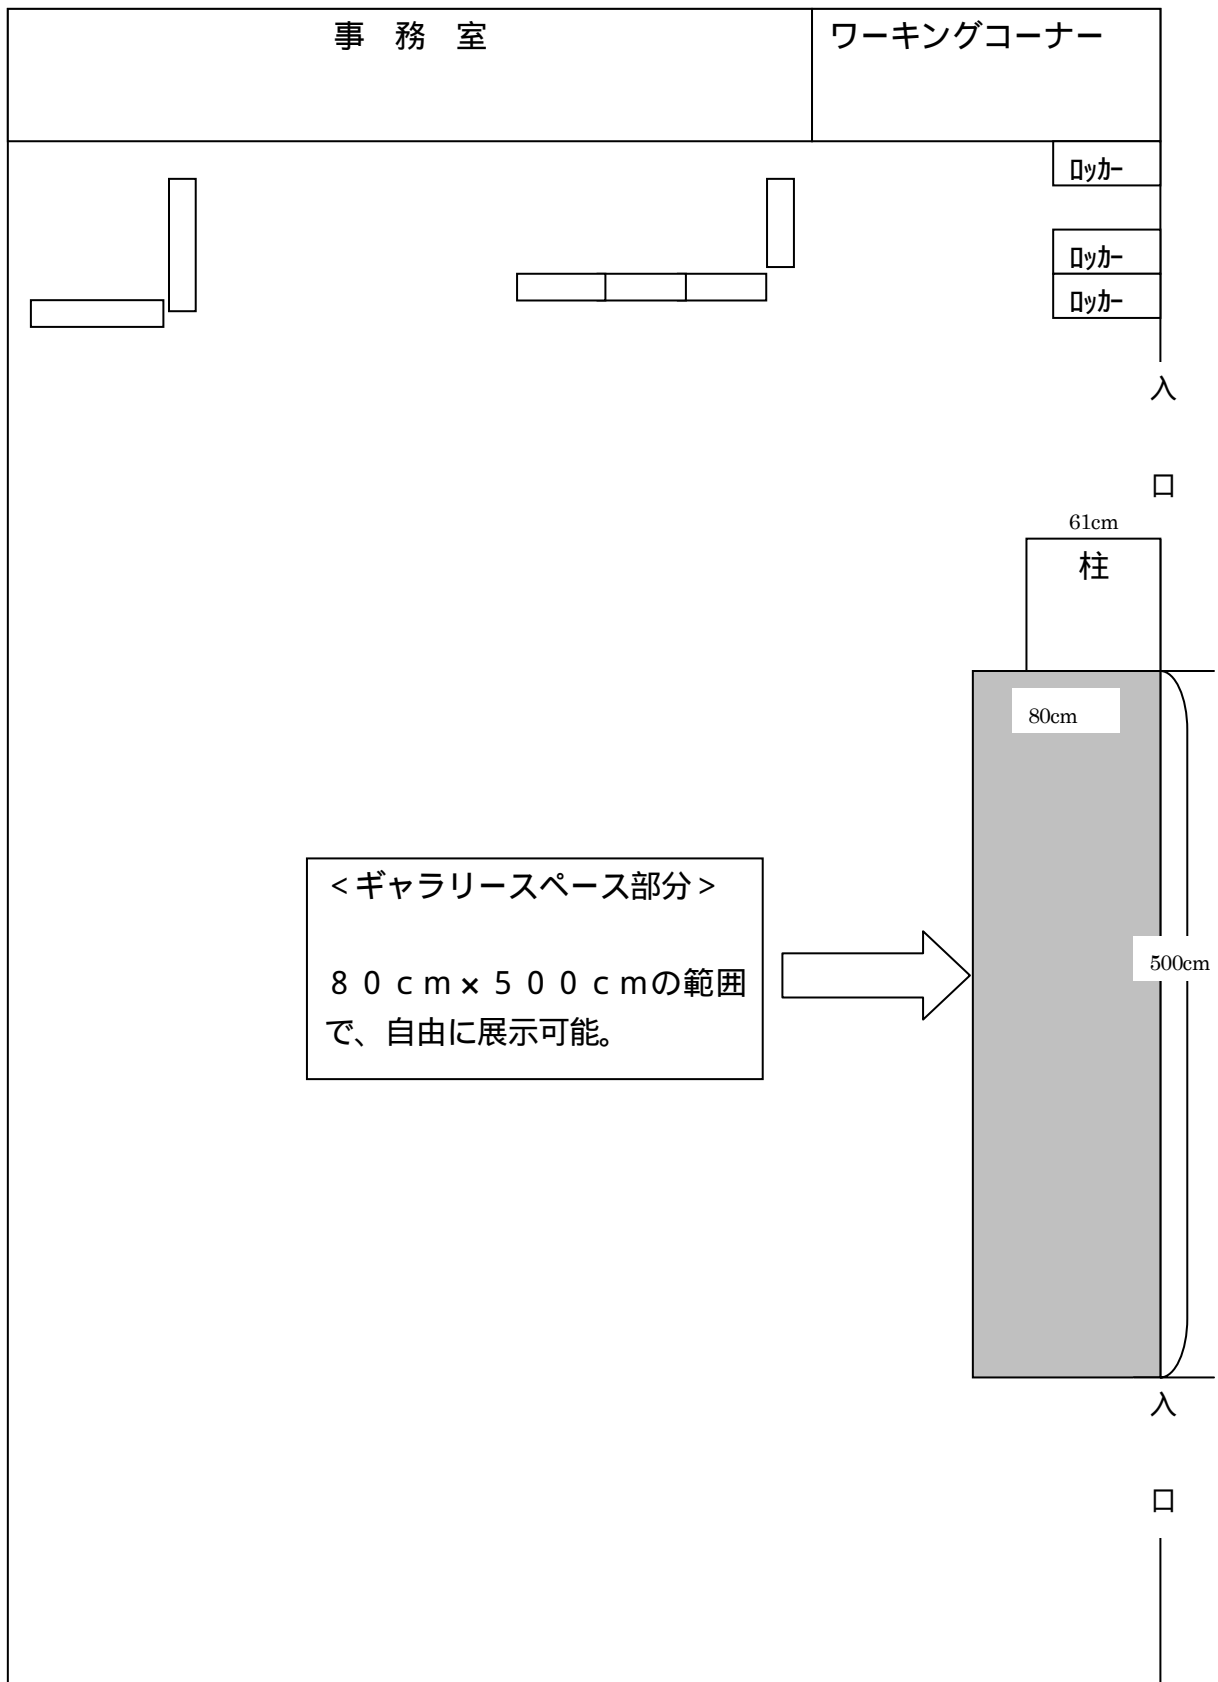 事　務　室
ワーキングコーナー
ﾛｯｶｰ
ﾛｯｶｰ
ﾛｯｶｰ
入
口
61cm
柱
80cm
＜ギャラリースペース部分＞
８０ｃｍ×５００ｃｍの範囲
で、自由に展示可能。
500cm
入
口